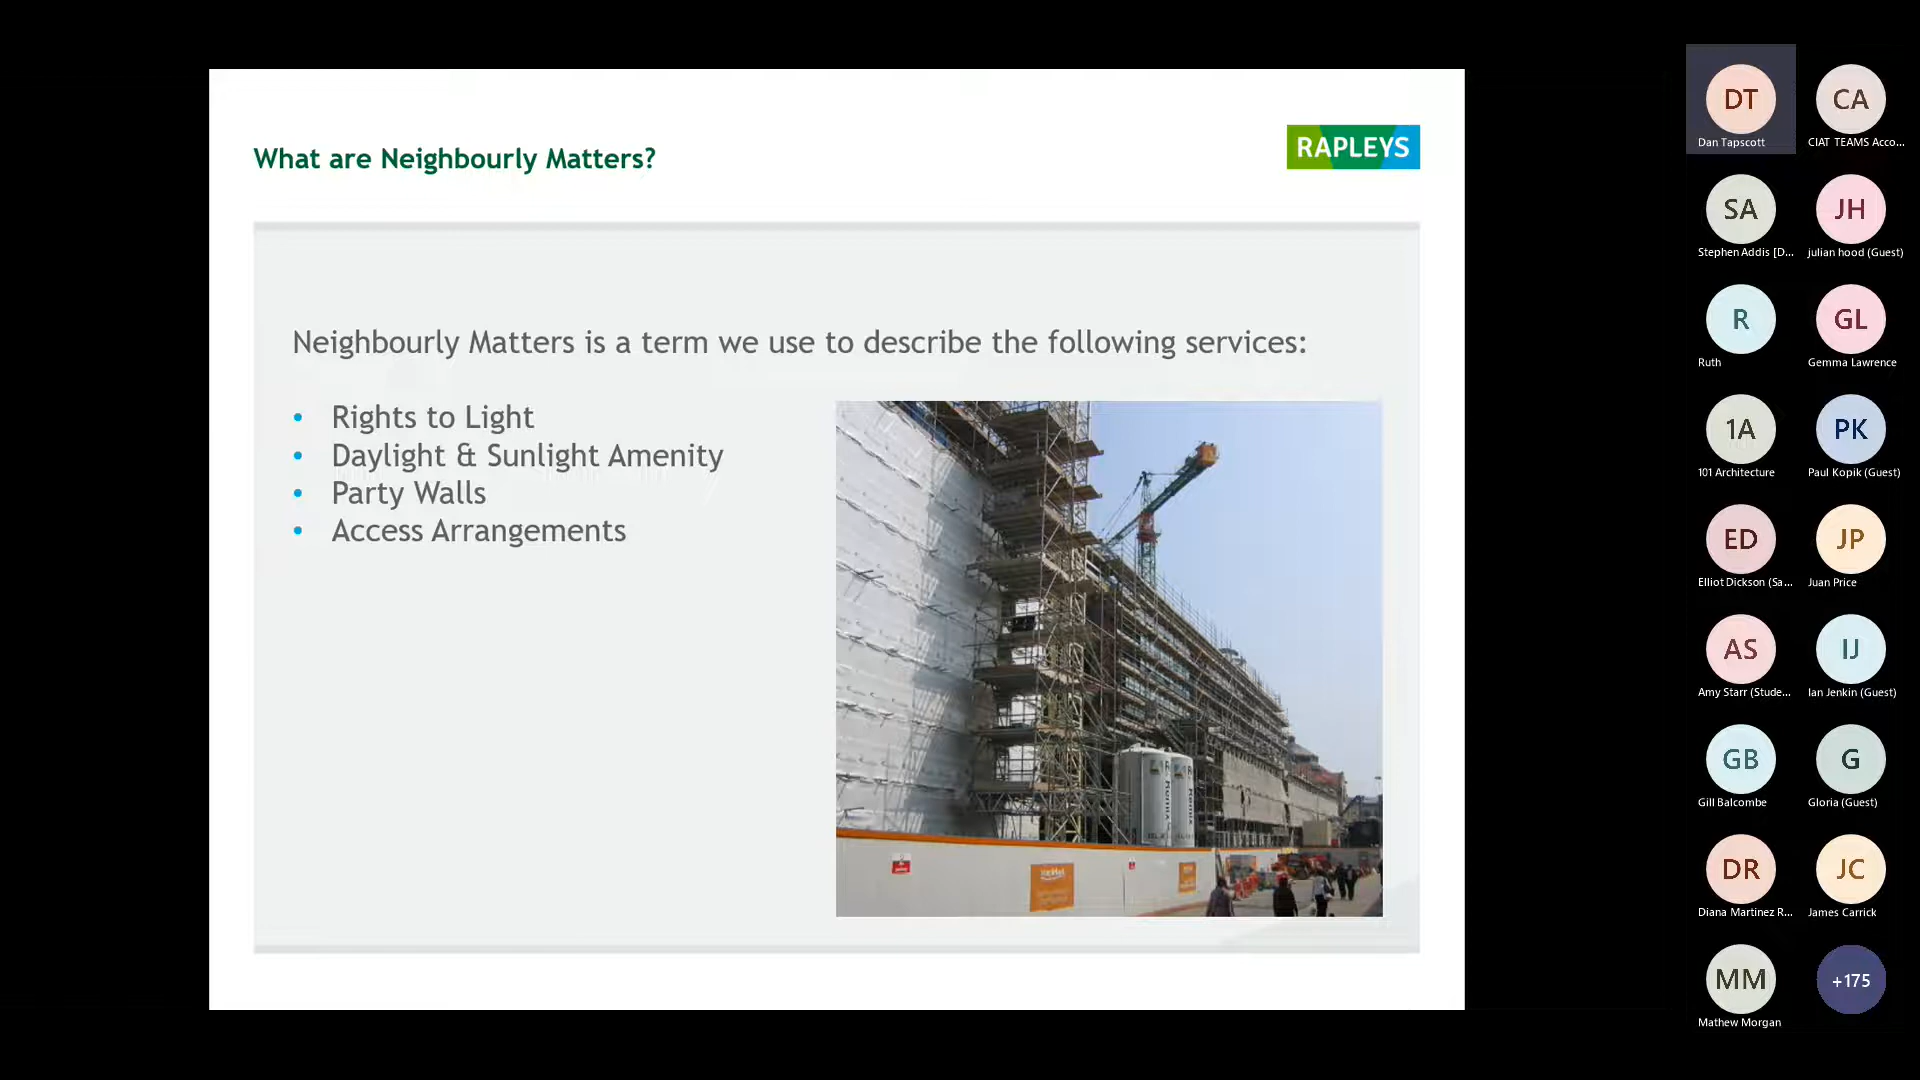 What are Neighbourly Matters?
RAPLEYS
Neighbourly Matters is a term we use to describe the following services:
• Rights to Light
• Daylight & Sunlight Amenity
• Party Walls
• Access Arrangements
DT
Dan Tapscott
CA
CIAT TEAMS Acco...
SA
Stephen Addis [D...
JH
julian hood (Guest)
R
Ruth
GL
Gemma Lawrence
1A
101 Architecture
PK
Paul Kopik (Guest)
ED
Elliot Dickson (Sa...
JP
Juan Price
AS
Amy Starr (Stude...
IJ
Ian Jenkin (Guest)
GB
Gill Balcombe
G
Gloria (Guest)
DR
Diana Martinez R...
JC
James Carrick
MM
Mathew Morgan
+175